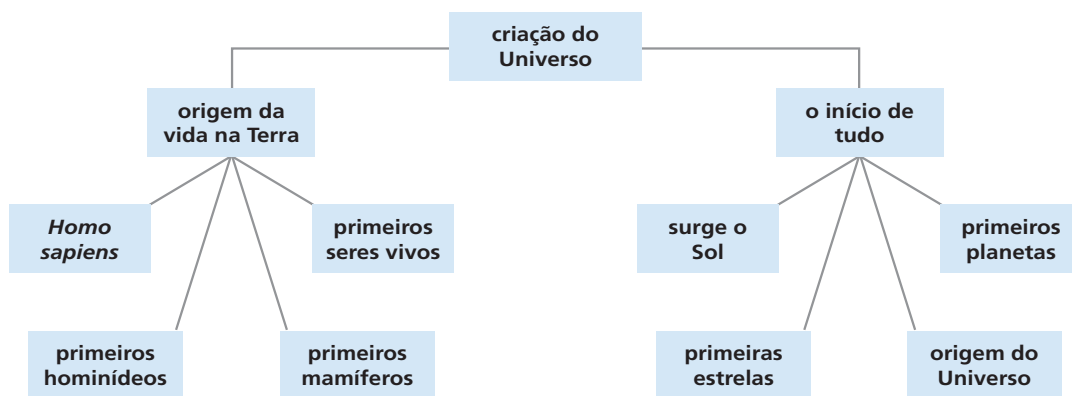 criação do
Universo
origem da
vida na Terra
o início de
tudo
Homo
sapiens
primeiros
seres vivos
surge o
Sol
primeiros
planetas
primeiros
hominídeos
primeiros
mamíferos
primeiras
estrelas
origem do
Universo